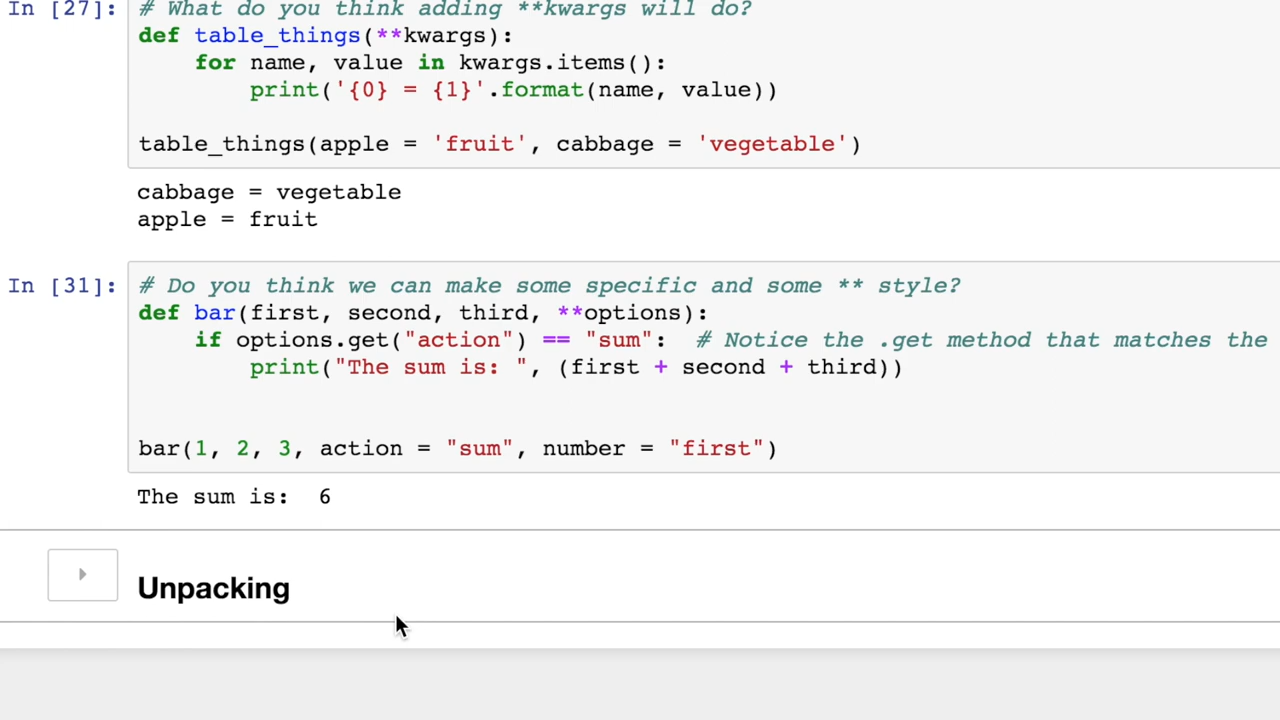 In [27]: # What do you think adding **kwargs will do?
def table_things(**kwargs):
    for name, value in kwargs.items():
        print('{0} = {1}'.format(name, value))
table_things(apple = 'fruit', cabbage = 'vegetable')
cabbage = vegetable
apple = fruit
In [31]: # Do you think we can make some specific and some ** style?
def bar(first, second, third, **options):
    if options.get("action") == "sum":  # Notice the .get method that matches the
        print("The sum is: ", (first + second + third))
bar(1, 2, 3, action = "sum", number = "first")
The sum is:  6
Unpacking